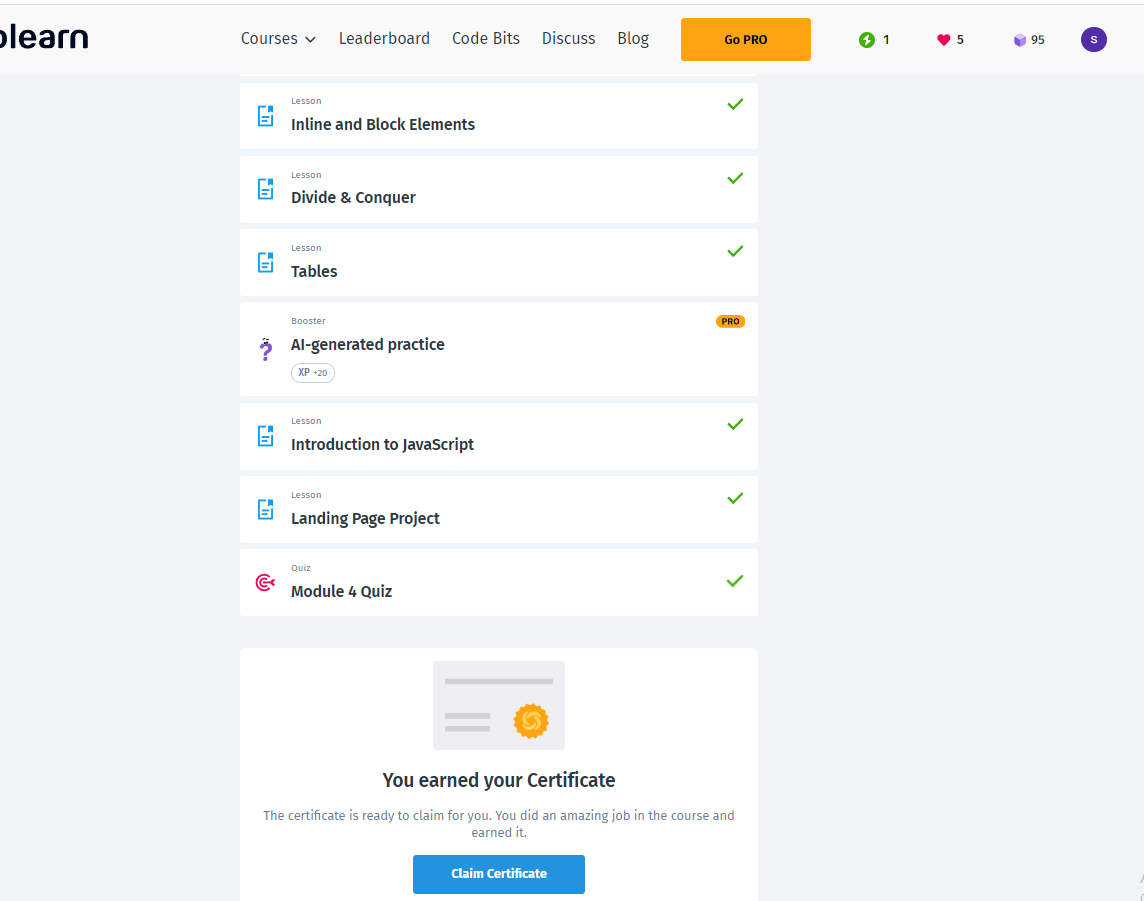 olearn
Courses Leaderboard Code Bits Discuss Blog Go PRO 1 5 95 S
Lesson
Inline and Block Elements
Lesson
Divide & Conquer
Lesson
Tables
Booster
PRO
AI-generated practice
XP +20
Lesson
Introduction to JavaScript
Lesson
Landing Page Project
Quiz
Module 4 Quiz
You earned your Certificate
The certificate is ready to claim for you. You did an amazing job in the course and
earned it.
Claim Certificate